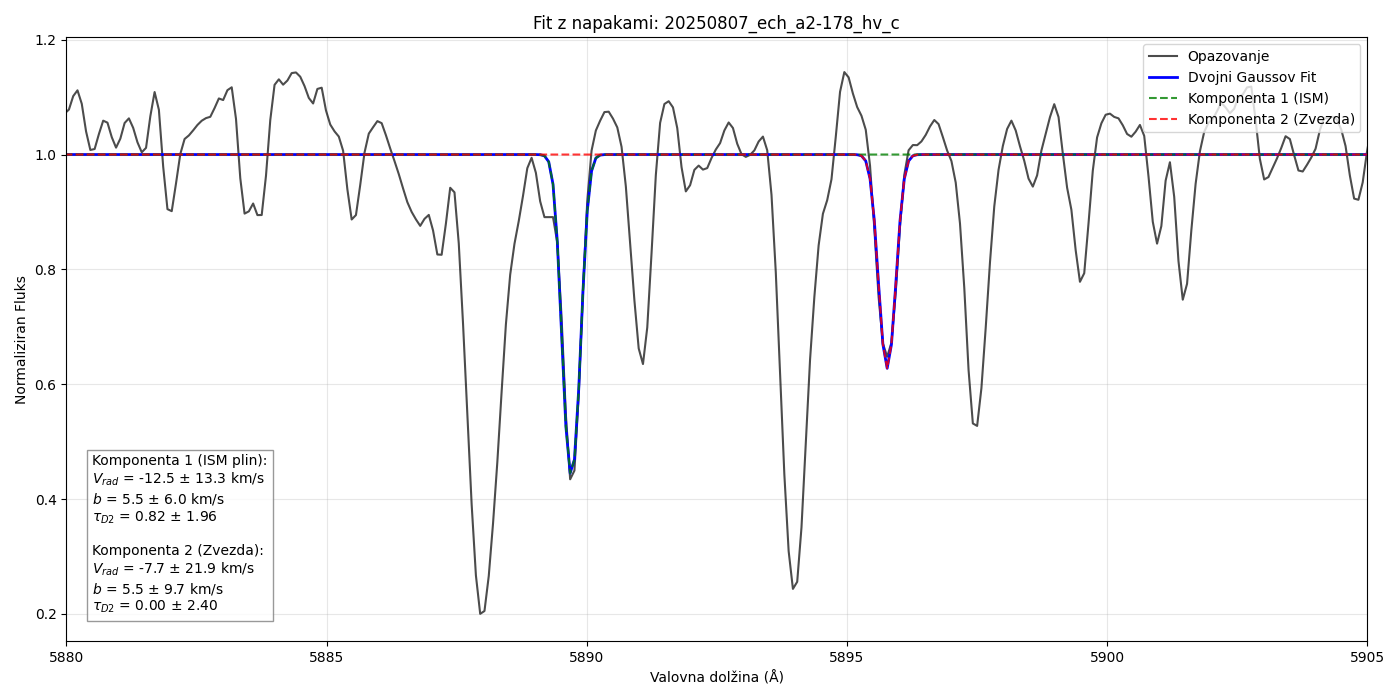 Fit z napakami: 20250807_ech_a2-178_hv_c
1.2
1.0
0.8
0.6
0.4
0.2
Normaliziran Fluks
Opazovanje
Dvojni Gaussov Fit
Komponenta 1 (ISM)
Komponenta 2 (Zvezda)
Komponenta 1 (ISM plin):
V_rad = -12.5 ± 13.3 km/s
b = 5.5 ± 6.0 km/s
τ_D2 = 0.82 ± 1.96
Komponenta 2 (Zvezda):
V_rad = -7.7 ± 21.9 km/s
b = 5.5 ± 9.7 km/s
τ_D2 = 0.00 ± 2.40
5880 5885 5890 5895 5900 5905
Valovna dolžina (Å)